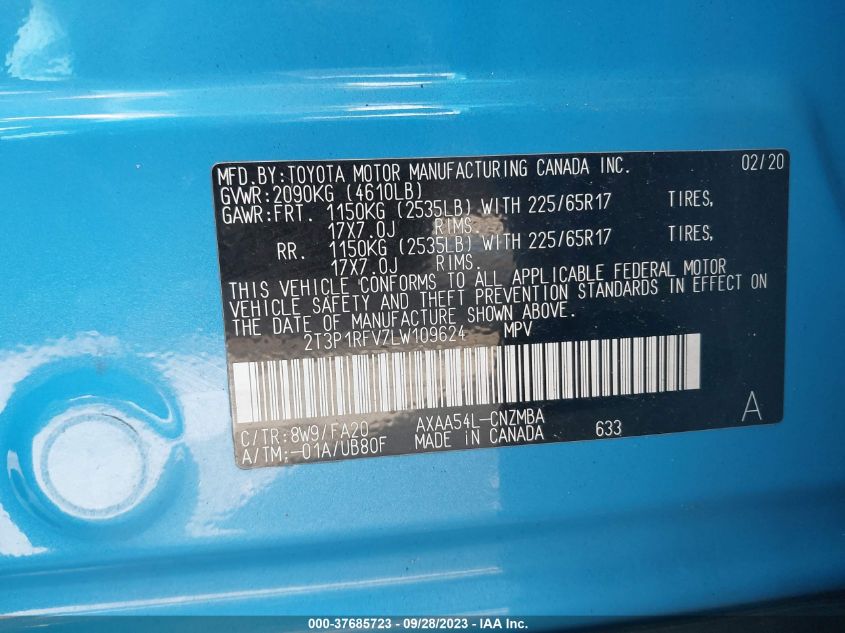 MFD.BY:TOYOTA MOTOR MANUFACTURING CANADA INC. 02/20
GVWR:2090KG (4610LB)
GAWR:FRT. 1150KG (2535LB) WITH 225/65R17 TIRES,
17X7.0J RIMS.
RR. 1150KG (2535LB) WITH 225/65R17 TIRES,
17X7.0J RIMS.
THIS VEHICLE CONFORMS TO ALL APPLICABLE FEDERAL MOTOR
VEHICLE SAFETY AND THEFT PREVENTION STANDARDS IN EFFECT ON
THE DATE OF MANUFACTURE SHOWN ABOVE.
2T3P1RFV7LW109624 MPV
C/TR:8W9/FA20 AXAA54L-CNZMBA A
A/TM:-01A/UB80F MADE IN CANADA 633
000-37685723 - 09/28/2023 - IAA Inc.